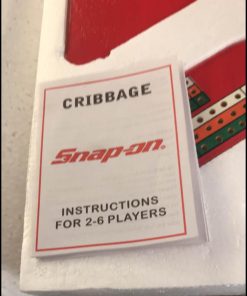 CRIBBAGE
Snap-on®
INSTRUCTIONS
FOR 2-6 PLAYERS